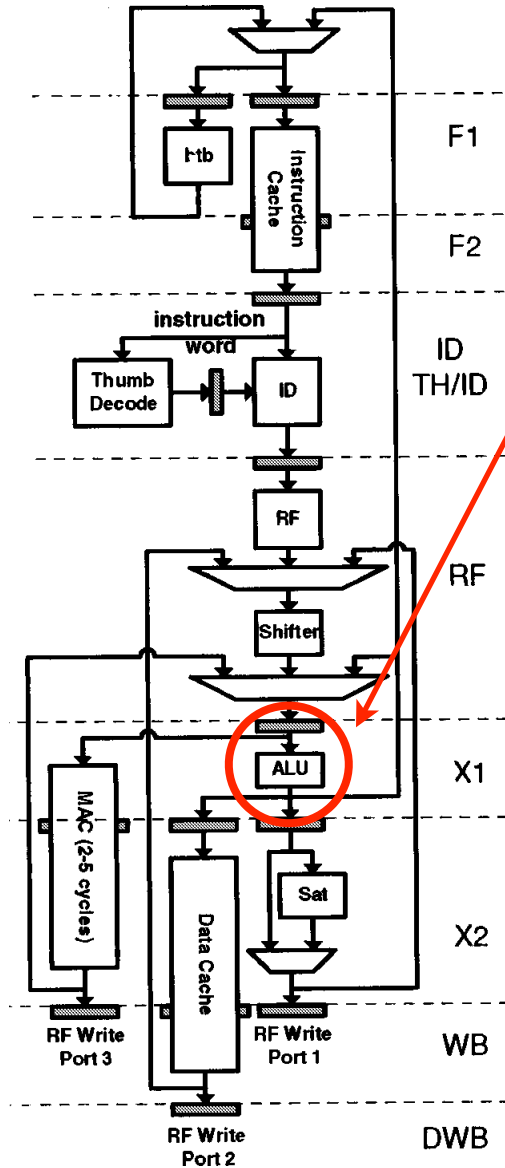 btb
Instruction
Cache
F1
F2
instruction
word
Thumb
Decode
ID
ID
TH/ID
RF
RF
Shifter
ALU
X1
MAC (2-5 cycles)
Data Cache
Sat
X2
RF Write
Port 3
RF Write
Port 1
WB
RF Write
Port 2
DWB